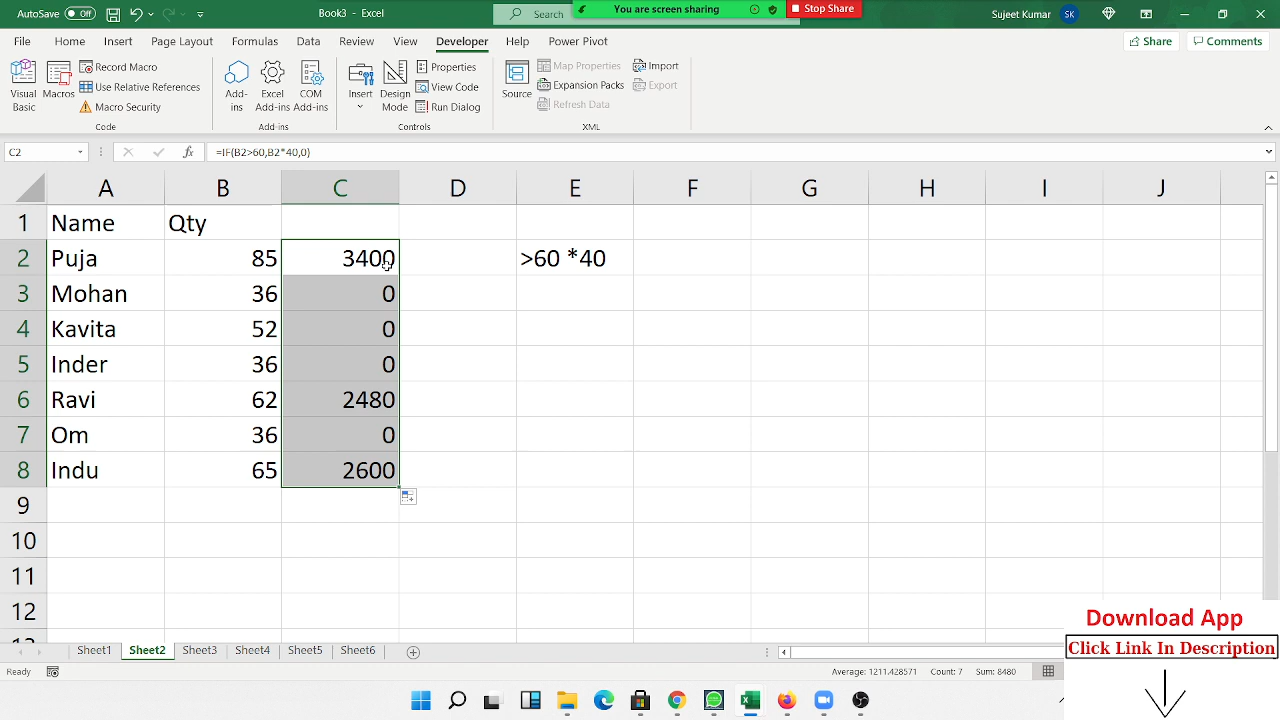 AutoSave Off
Book3 - Excel
Search
You are screen sharing
Stop Share
Sujeet Kumar
SK
File Home Insert Page Layout Formulas Data Review View Developer Help Power Pivot
Share
Comments
Visual Basic
Macros
Record Macro
Use Relative References
Macro Security
Code
Add-ins
Excel Add-ins
COM Add-ins
Add-ins
Insert
Design Mode
Properties
View Code
Run Dialog
Controls
Source
Map Properties
Expansion Packs
Refresh Data
Import
Export
XML
C2
fx
=IF(B2>60,B2*40,0)
A B C D E F G H I J
1 Name Qty
2 Puja 85 3400 >60 *40
3 Mohan 36 0
4 Kavita 52 0
5 Inder 36 0
6 Ravi 62 2480
7 Om 36 0
8 Indu 65 2600
9
10
11
12
Download App
Click Link In Description
Sheet1 Sheet2 Sheet3 Sheet4 Sheet5 Sheet6
Ready
Average: 1211.428571 Count: 7 Sum: 8480